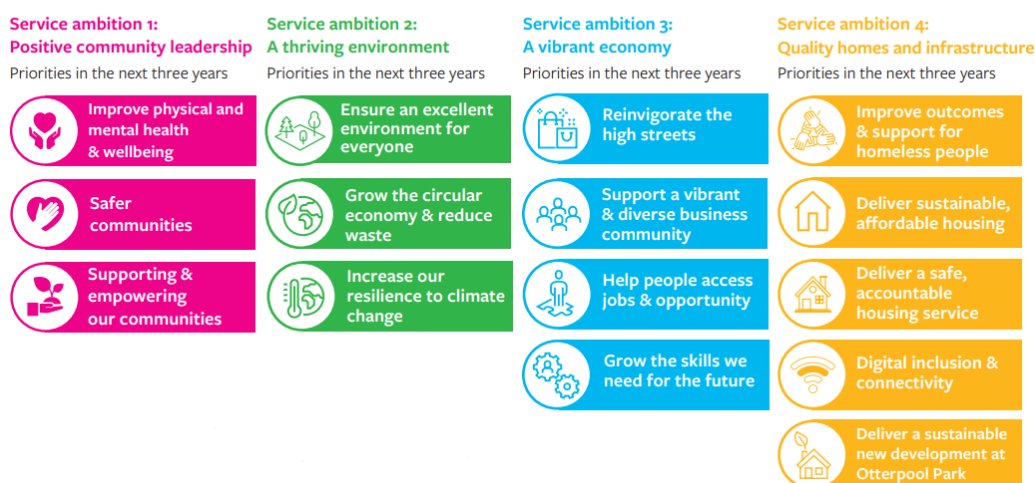 Service ambition 1:
Positive community leadership
Priorities in the next three years
Improve physical and
mental health
& wellbeing
Safer
communities
Supporting &
empowering
our communities
Service ambition 2:
A thriving environment
Priorities in the next three years
Ensure an excellent
environment for
everyone
Grow the circular
economy & reduce
waste
Increase our
resilience to climate
change
Service ambition 3:
A vibrant economy
Priorities in the next three years
Reinvigorate the
high streets
Support a vibrant
& diverse business
community
Help people access
jobs & opportunity
Grow the skills we
need for the future
Service ambition 4:
Quality homes and infrastructure
Priorities in the next three years
Improve outcomes
& support for
homeless people
Deliver sustainable,
affordable housing
Deliver a safe,
accountable
housing service
Digital inclusion &
connectivity
Deliver a sustainable
new development at
Otterpool Park